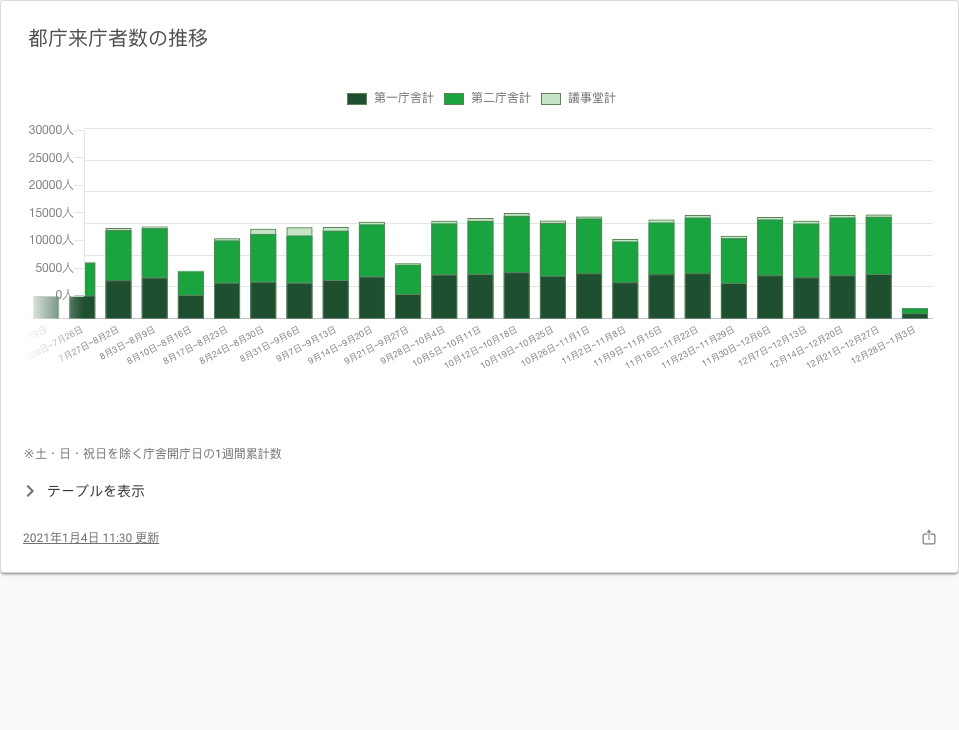 都庁来庁者数の推移
第一庁舎計 第二庁舎計 議事堂計
30000人
25000人
20000人
15000人
10000人
5000人
0人
7月27日~8月2日
8月3日~8月9日
8月10日~8月16日
8月17日~8月23日
8月24日~8月30日
8月31日~9月6日
9月7日~9月13日
9月14日~9月20日
9月21日~9月27日
9月28日~10月4日
10月5日~10月11日
10月12日~10月18日
10月19日~10月25日
10月26日~11月1日
11月2日~11月8日
11月9日~11月15日
11月16日~11月22日
11月23日~11月29日
11月30日~12月6日
12月7日~12月13日
12月14日~12月20日
12月21日~12月27日
12月28日~1月3日
※土・日・祝日を除く庁舎開庁日の1週間累計数
テーブルを表示
2021年1月4日 11:30 更新